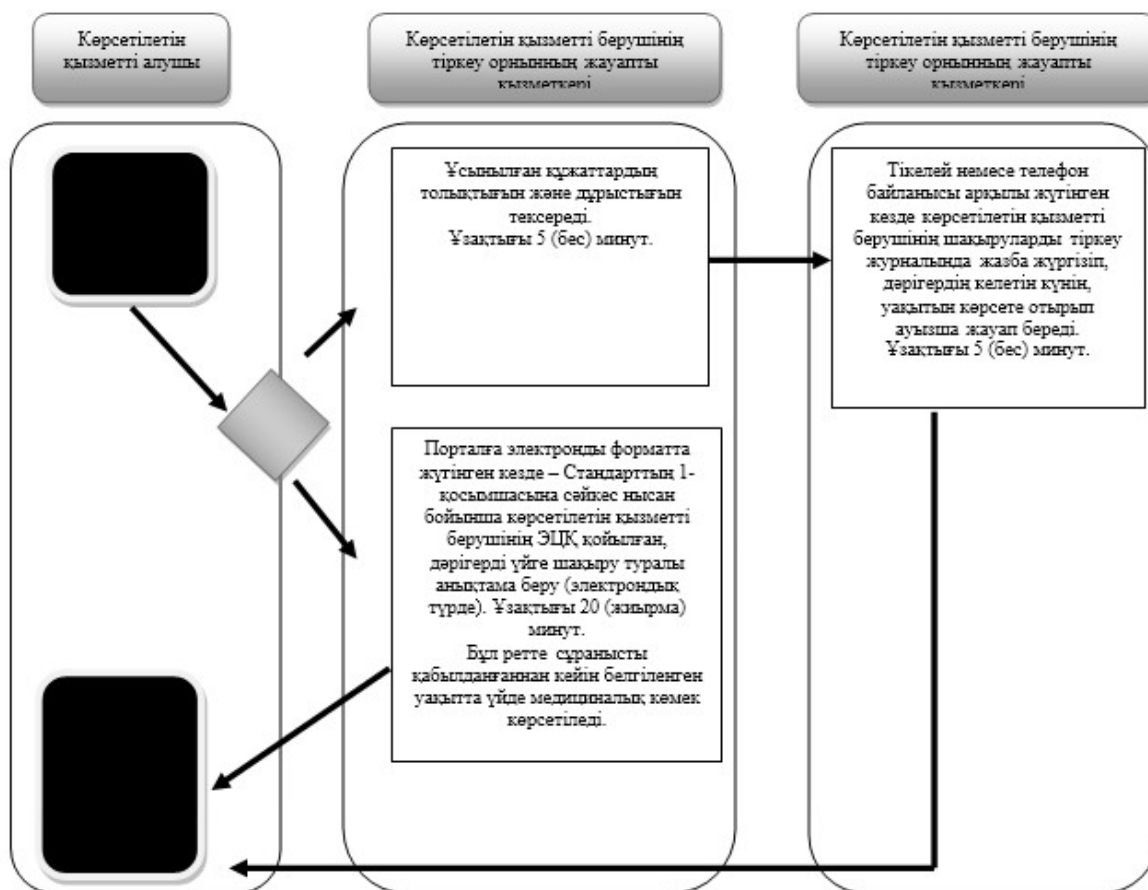 Көрсетілетін
қызметті алушы
Көрсетілетін қызметті берушінің
тіркеу орнынның жауапты
қызметкері
Көрсетілетін қызметті берушінің
тіркеу орнынның жауапты
қызметкері
Ұсынылған құжаттардың
толықтығын және дұрыстығын
тексереді.
Ұзақтығы 5 (бес) минут.
Тікелей немесе телефон
байланысы арқылы жүгінген
кезде көрсетілетін қызметті
берушінің шақыруларды тіркеу
журналында жазба жүргізіп,
дәрігердің келетін күнін,
уақытын көрсете отырып
ауызша жауап береді.
Ұзақтығы 5 (бес) минут.
Порталға электронды форматта
жүгінген кезде – Стандарттың 1-
қосымшасына сәйкес нысан
бойынша көрсетілетін қызметті
берушінің ЭЦҚ қойылған,
дәрігерді үйге шақыру туралы
анықтама беру (электрондық
түрде). Ұзақтығы 20 (жиырма)
минут.
Бұл ретте сұранысты
қабылданғаннан кейін белгіленген
уақытта үйде медициналық көмек
көрсетіледі.